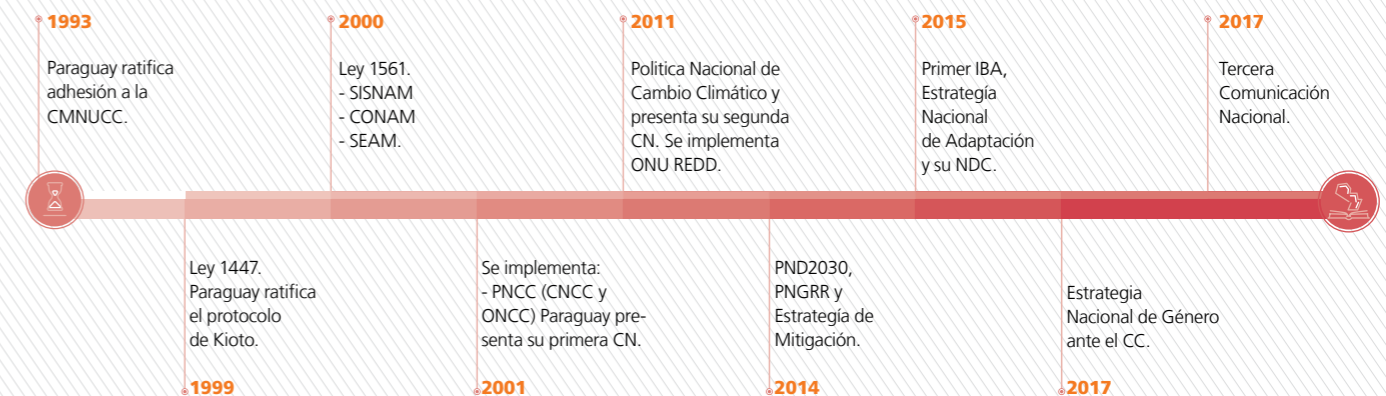 1993
Paraguay ratifica
adhesión a la
CMNUCC.
2000
Ley 1561.
- SISNAM
- CONAM
- SEAM.
2011
Politica Nacional de
Cambio Climático y
presenta su segunda
CN. Se implementa
ONU REDD.
2015
Primer IBA,
Estrategía
Nacional
de Adaptación
y su NDC.
2017
Tercera
Comunicación
Nacional.
Ley 1447.
Paraguay ratifica
el protocolo
de Kioto.
1999
Se implementa:
- PNCC (CNCC y
ONCC) Paraguay pre-
senta su primera CN.
2001
PND2030,
PNGRR y
Estrategía de
Mitigación.
2014
Estrategia
Nacional de Género
ante el CC.
2017